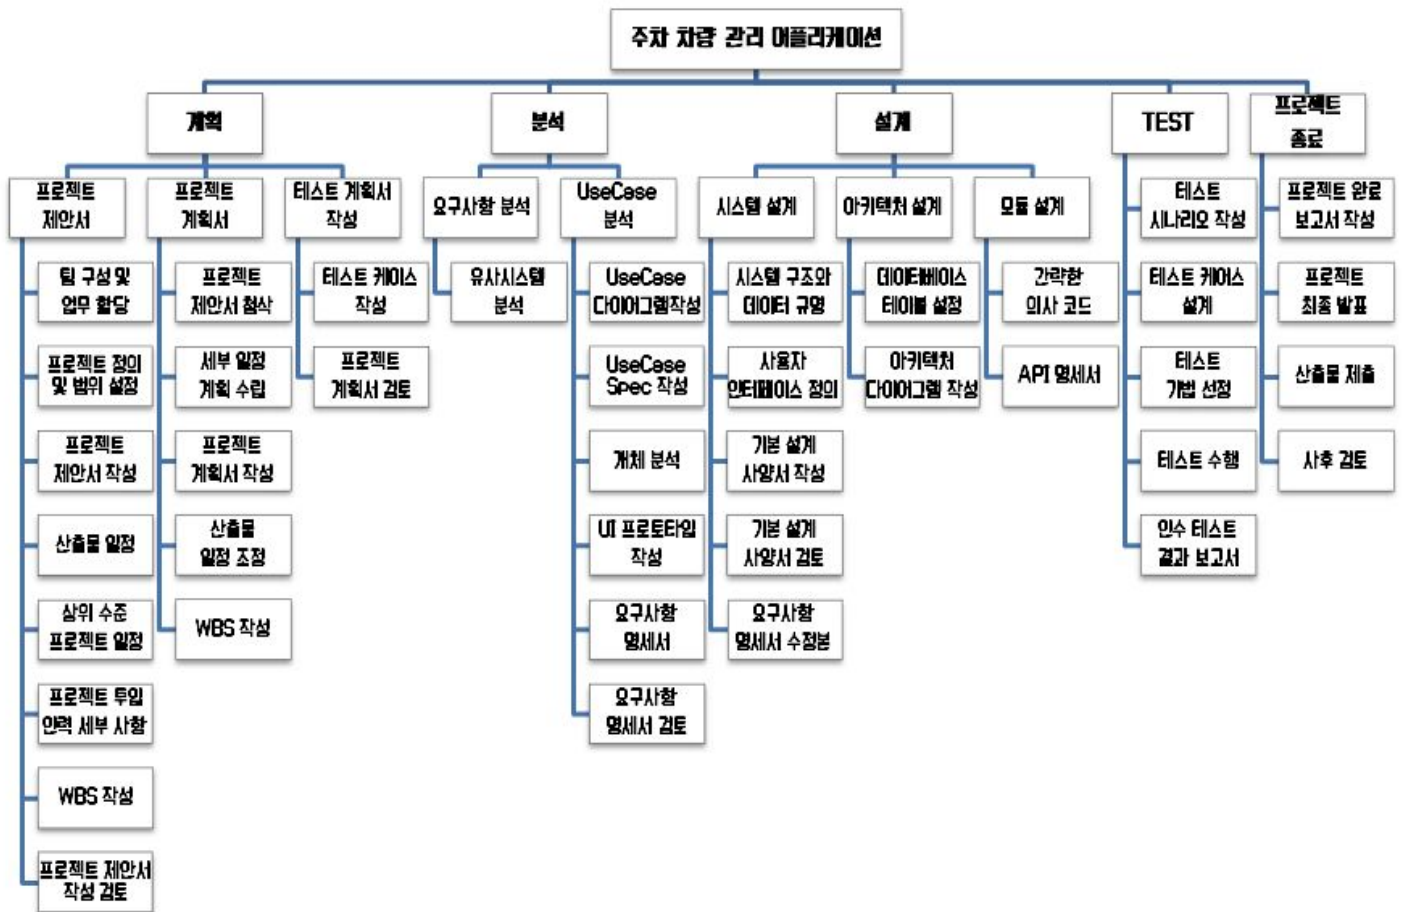 주차 차량 관리 어플리케이션
계획
분석
설계
TEST
프로젝트
종료
프로젝트
제안서
프로젝트
계획서
테스트 계획서
작성
요구사항 분석
UseCase
분석
시스템 설계
아키텍처 설계
모듈 설계
테스트
시나리오 작성
프로젝트 완료
보고서 작성
팀 구성 및
업무 할당
프로젝트
제안서 첨삭
테스트 케이스
작성
유사시스템
분석
UseCase
다이어그램작성
시스템 구조와
데이터 규명
데이터베이스
테이블 설정
간략한
의사 코드
테스트 케이스
설계
프로젝트
최종 발표
프로젝트 정의
및 범위 설정
세부 일정
계획 수립
프로젝트
계획서 검토
UseCase
Spec 작성
사용자
인터페이스 정의
아키텍처
다이어그램 작성
API 명세서
테스트
기법 선정
산출물 제출
프로젝트
제안서 작성
프로젝트
계획서 작성
개체 분석
기본 설계
사양서 작성
테스트 수행
사후 검토
산출물 일정
산출물
일정 조정
UI 프로토타입
작성
기본 설계
사양서 검토
인수 테스트
결과 보고서
상위 수준
프로젝트 일정
WBS 작성
요구사항
명세서
요구사항
명세서 수정본
프로젝트 투입
인력 세부 사항
요구사항
명세서 검토
WBS 작성
프로젝트 제안서
작성 검토